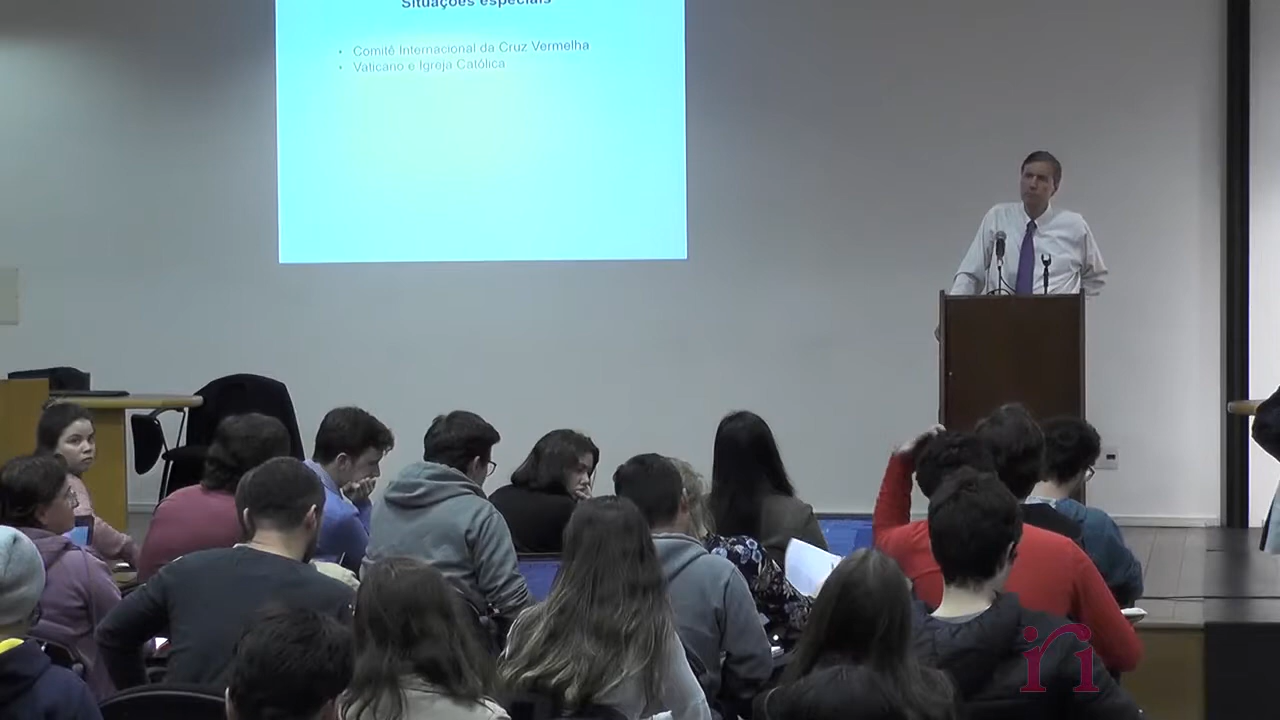 Situações especiais
• Comitê Internacional da Cruz Vermelha
• Vaticano e Igreja Católica
ri